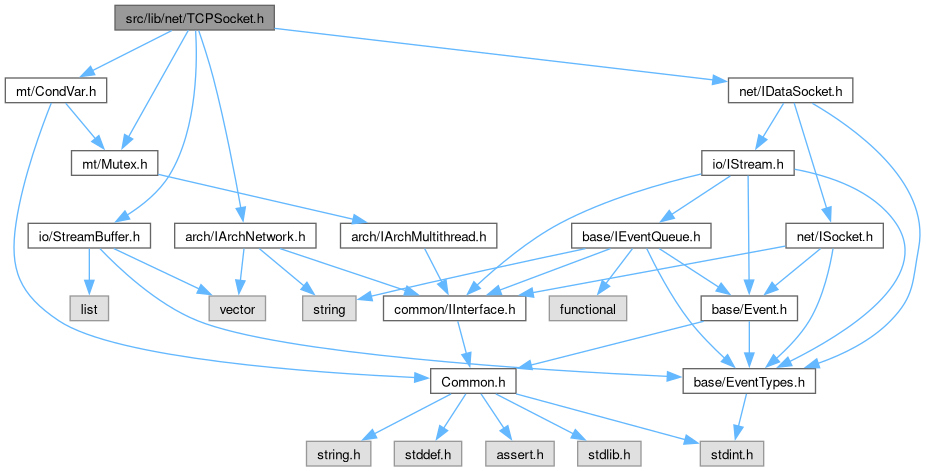 src/lib/net/TCPSocket.h
mt/CondVar.h
net/IDataSocket.h
mt/Mutex.h
io/IStream.h
io/StreamBuffer.h
arch/IArchNetwork.h
arch/IArchMultithread.h
base/IEventQueue.h
net/ISocket.h
list
vector
string
common/IInterface.h
functional
base/Event.h
Common.h
base/EventTypes.h
string.h
stddef.h
assert.h
stdlib.h
stdint.h